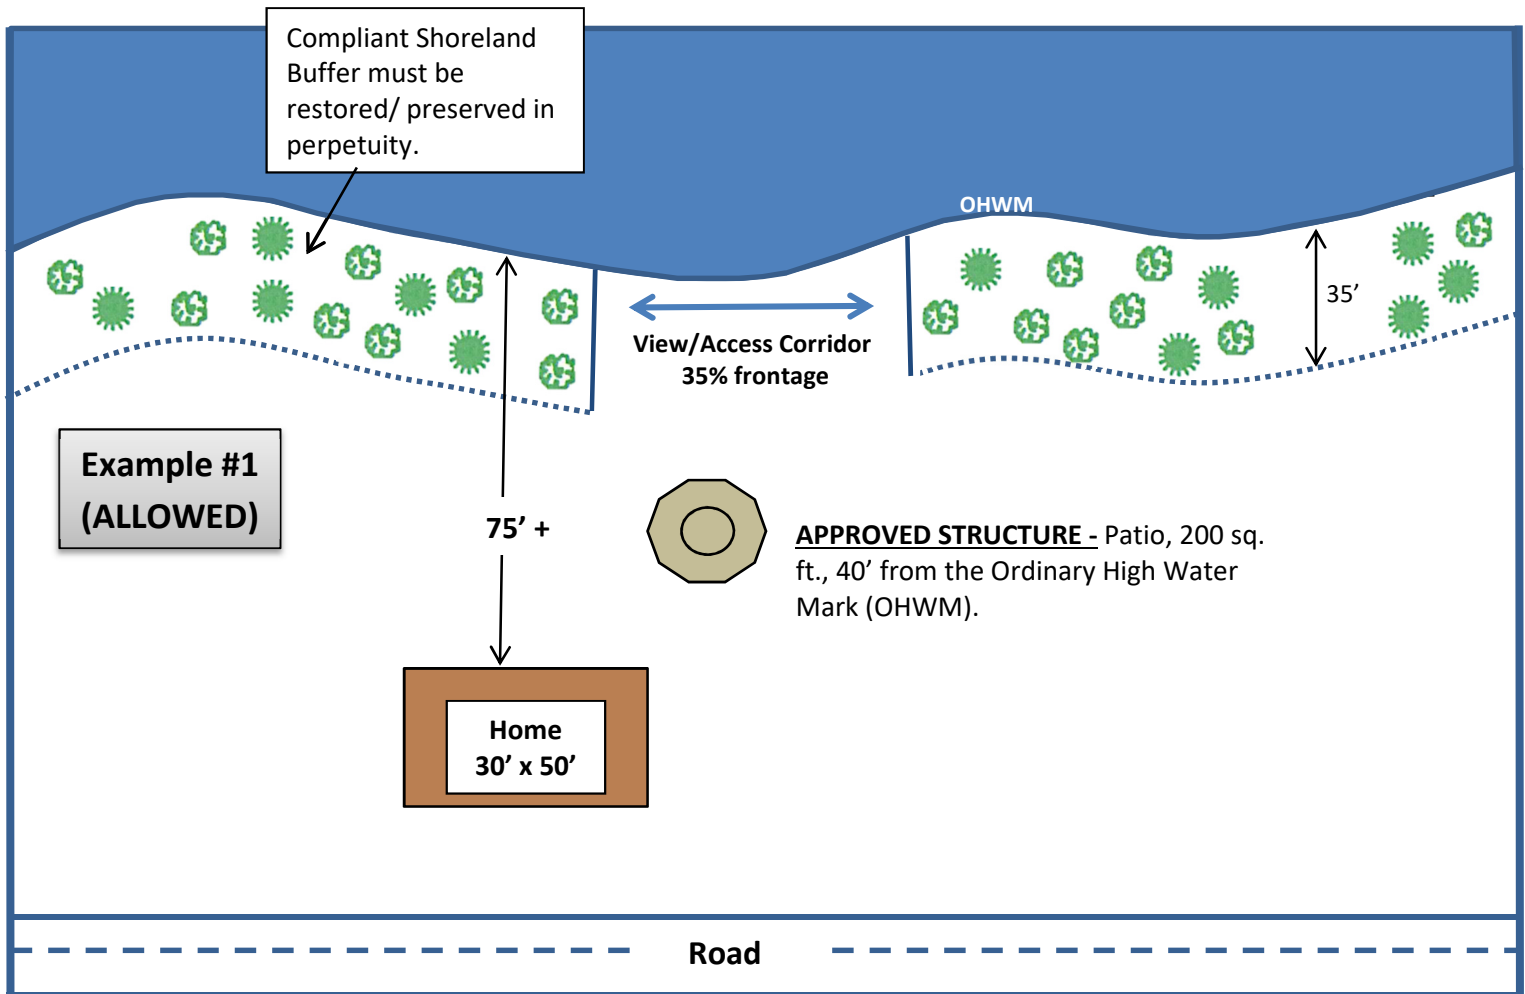 Compliant Shoreland
Buffer must be
restored/ preserved in
perpetuity.
OHWM
35’
View/Access Corridor
35% frontage
Example #1
(ALLOWED)
75’ +
APPROVED STRUCTURE - Patio, 200 sq.
ft., 40’ from the Ordinary High Water
Mark (OHWM).
Home
30’ x 50’
Road